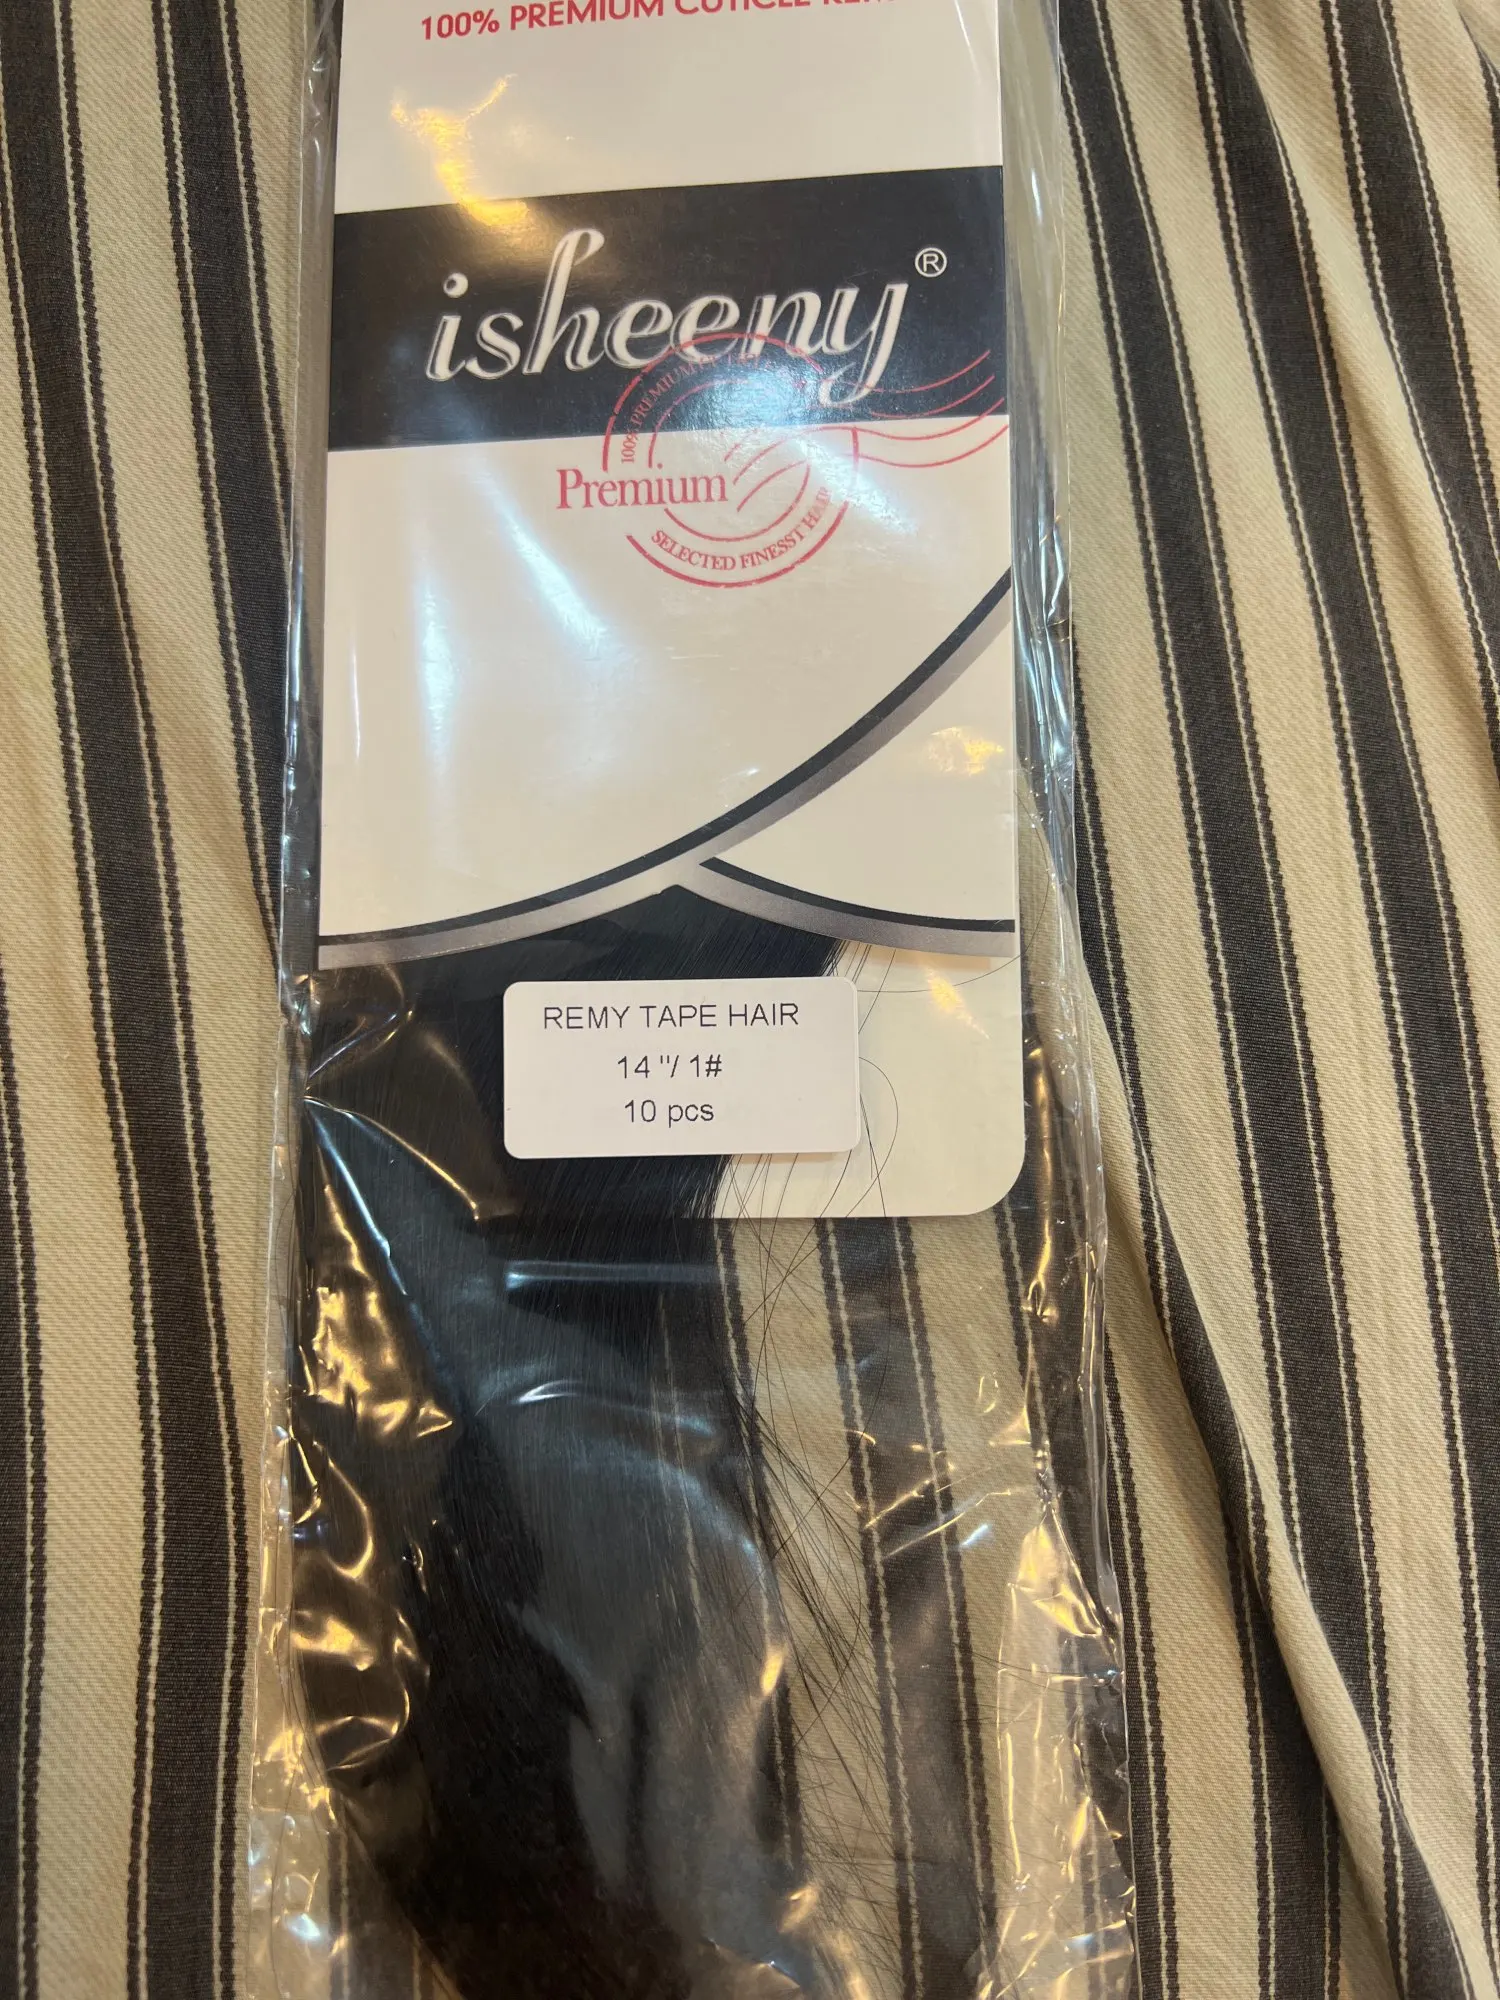 100% PREMIUM CUTICLE
isheeny®
100% PREMIUM
Premium
SELECTED FINESST HAIR
REMY TAPE HAIR
14 "/ 1#
10 pcs